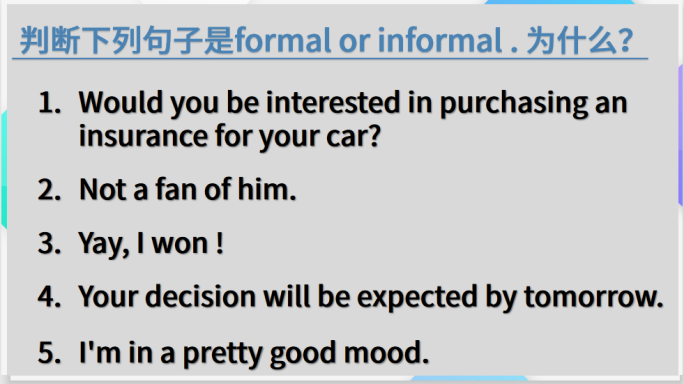 判断下列句子是formal or informal . 为什么?
1. Would you be interested in purchasing an
insurance for your car?
2. Not a fan of him.
3. Yay, I won !
4. Your decision will be expected by tomorrow.
5. I'm in a pretty good mood.